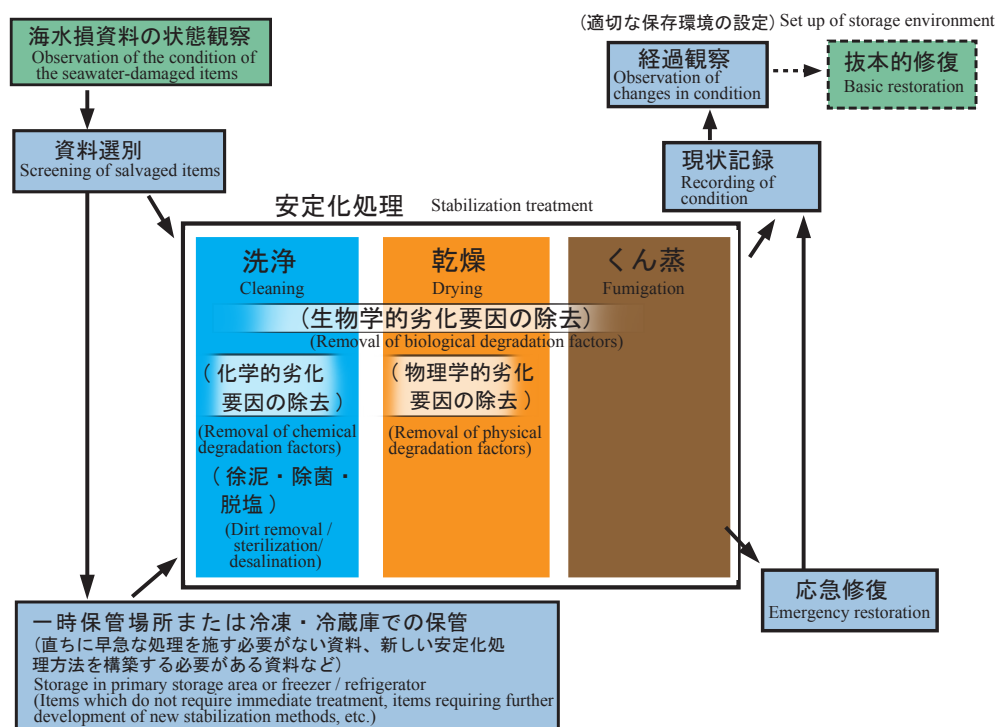 海水損資料の状態観察
Observation of the condition of
the seawater-damaged items
資料選別
Screening of salvaged items
(適切な保存環境の設定) Set up of storage environment
経過観察
Observation of
changes in condition
抜本的修復
Basic restoration
現状記録
Recording of
condition
安定化処理 Stabilization treatment
洗浄
Cleaning
乾燥
Drying
くん蒸
Fumigation
(生物学的劣化要因の除去)
(Removal of biological degradation factors)
( 化学的劣化
要因の除去 )
(Removal of chemical
degradation factors)
( 物理学的劣化
要因の除去 )
(Removal of physical
degradation factors)
( 徐泥・除菌・
脱塩 )
(Dirt removal /
sterilization/
desalination)
応急修復
Emergency restoration
一時保管場所または冷凍・冷蔵庫での保管
(直ちに早急な処理を施す必要がない資料、新しい安定化処
理方法を構築する必要がある資料など)
Storage in primary storage area or freezer / refrigerator
(Items which do not require immediate treatment, items requiring further
development of new stabilization methods, etc.)